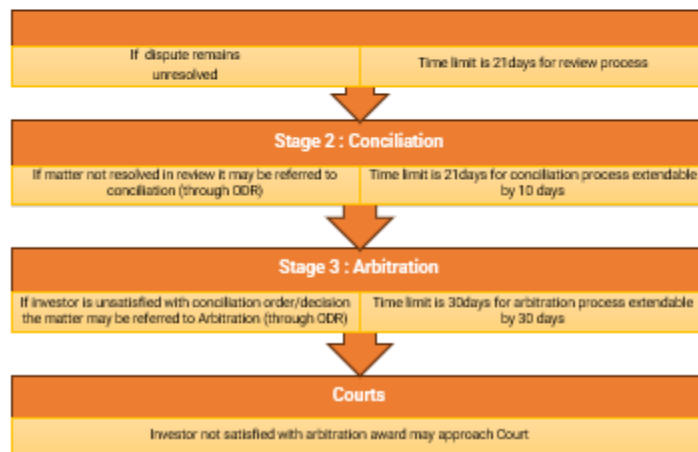 If dispute remains
unresolved
Time limit is 21days for review process
Stage 2 : Conciliation
If matter not resolved in review it may be referred to
conciliation (through ODR)
Time limit is 21days for conciliation process extendable
by 10 days
Stage 3 : Arbitration
If investor is unsatisfied with conciliation order/decision
the matter may be referred to Arbitration (through ODR)
Time limit is 30days for arbitration process extendable
by 30 days
Courts
Investor not satisfied with arbitration award may approach Court